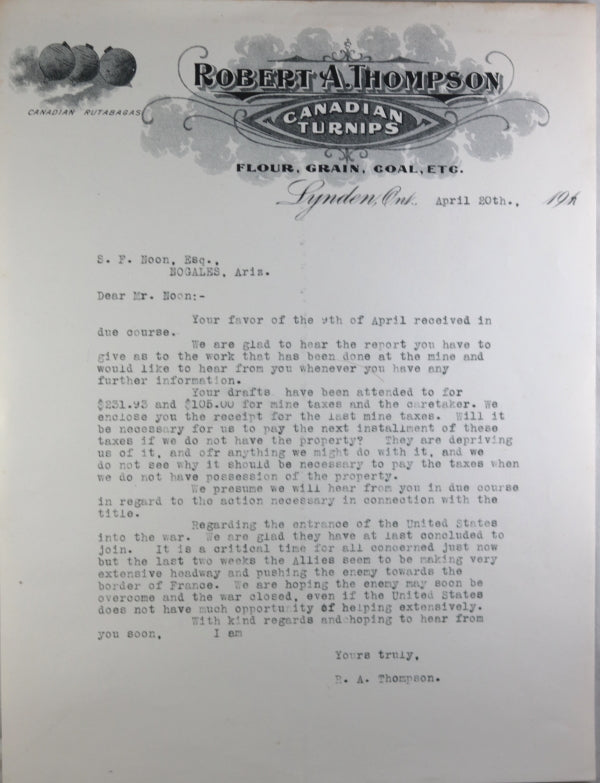 ROBERT A. THOMPSON
CANADIAN
TURNIPS
CANADIAN RUTABAGAS
FLOUR, GRAIN, COAL, ETC.
Lynden, Ont. April 20th., 191
S. F. Noon, Esq.,
NOGALES, Ariz.
Dear Mr. Noon:-
Your favor of the 9th of April received in
due course.
We are glad to hear the report you have to
give as to the work that has been done at the mine and
would like to hear from you whenever you have any
further information.
Your drafts have been attended to for
$231.93 and $105.00 for mine taxes and the caretaker. We
enclose you the receipt for the last mine taxes. Will it
be necessary for us to pay the next installment of these
taxes if we do not have the property? They are depriving
us of it, and ofr anything we might do with it, and we
do not see why it should be necessary to pay the taxes when
we do not have possession of the property.
We presume we will hear from you in due course
in regard to the action necessary in connection with the
title.
Regarding the entrance of the United States
into the war. We are glad they have at last concluded to
join. It is a critical time for all concerned just now
but the last two weeks the Allies seem to be making very
extensive headway and pushing the enemy towards the
border of France. We are hoping the enemy may soon be
overcome and the war closed, even if the United States
does not have much opportunity of helping extensively.
With kind regards and hoping to hear from
you soon, I am
Yours truly,
R. A. Thompson.